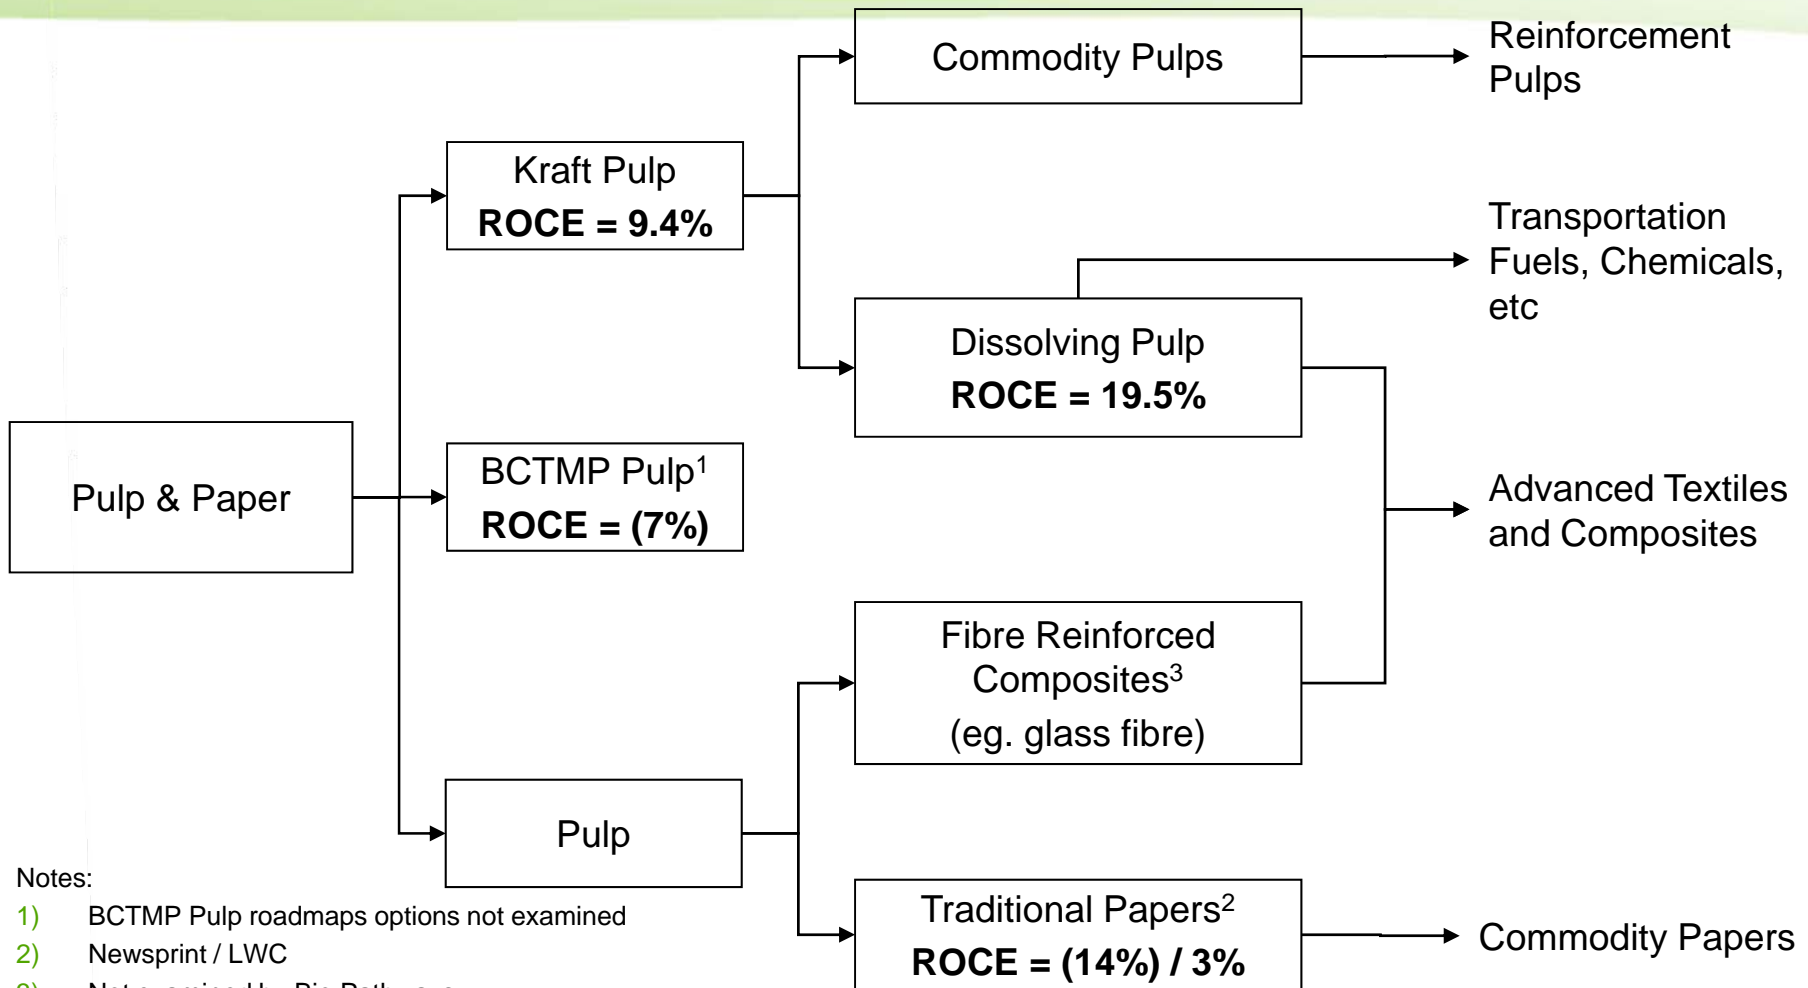 Commodity Pulps
Reinforcement
Pulps
Kraft Pulp
ROCE = 9.4%
Transportation
Fuels, Chemicals,
etc
Dissolving Pulp
ROCE = 19.5%
Pulp & Paper
BCTMP Pulp¹
ROCE = (7%)
Advanced Textiles
and Composites
Fibre Reinforced
Composites³
(eg. glass fibre)
Pulp
Traditional Papers²
ROCE = (14%) / 3%
Commodity Papers
Notes:
1) BCTMP Pulp roadmaps options not examined
2) Newsprint / LWC